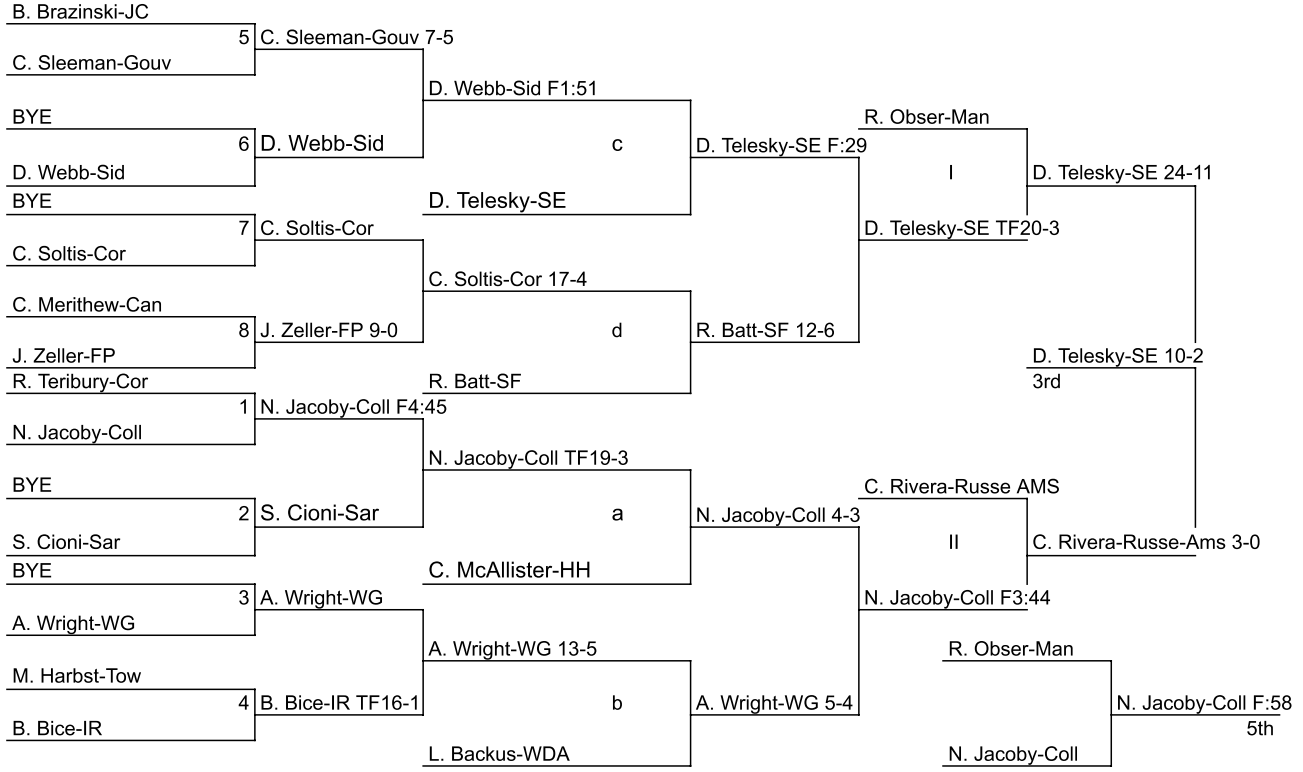 B. Brazinski-JC
5 C. Sleeman-Gouv 7-5
C. Sleeman-Gouv
D. Webb-Sid F1:51
BYE
6 D. Webb-Sid
D. Webb-Sid
c
D. Telesky-SE F:29
D. Telesky-SE
BYE
7 C. Soltis-Cor
C. Soltis-Cor
C. Soltis-Cor 17-4
C. Merithew-Can
8 J. Zeller-FP 9-0
J. Zeller-FP
d
R. Batt-SF 12-6
R. Batt-SF
R. Obser-Man
I
D. Telesky-SE 24-11
D. Telesky-SE TF20-3
D. Telesky-SE 10-2
3rd
R. Teribury-Cor
1 N. Jacoby-Coll F4:45
N. Jacoby-Coll
N. Jacoby-Coll TF19-3
BYE
2 S. Cioni-Sar
S. Cioni-Sar
a
N. Jacoby-Coll 4-3
C. McAllister-HH
BYE
3 A. Wright-WG
A. Wright-WG
A. Wright-WG 13-5
M. Harbst-Tow
4 B. Bice-IR TF16-1
B. Bice-IR
b
A. Wright-WG 5-4
L. Backus-WDA
C. Rivera-Russe AMS
II
C. Rivera-Russe-Ams 3-0
N. Jacoby-Coll F3:44
R. Obser-Man
N. Jacoby-Coll F:58
5th
N. Jacoby-Coll